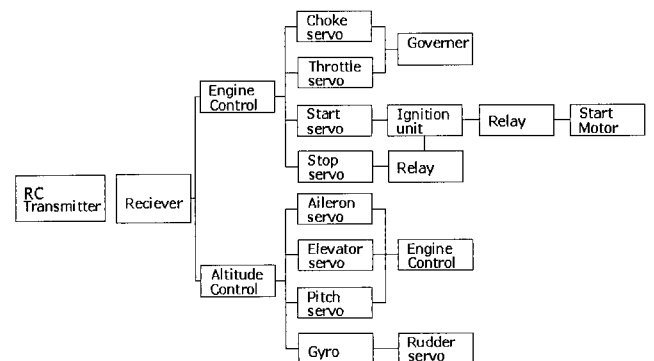 RC
Transmitter
Reciever
Engine
Control
Altitude
Control
Choke
servo
Throttle
servo
Start
servo
Stop
servo
Governer
Ignition
unit
Relay
Start
Motor
Relay
Aileron
servo
Elevator
servo
Pitch
servo
Gyro
Engine
Control
Rudder
servo